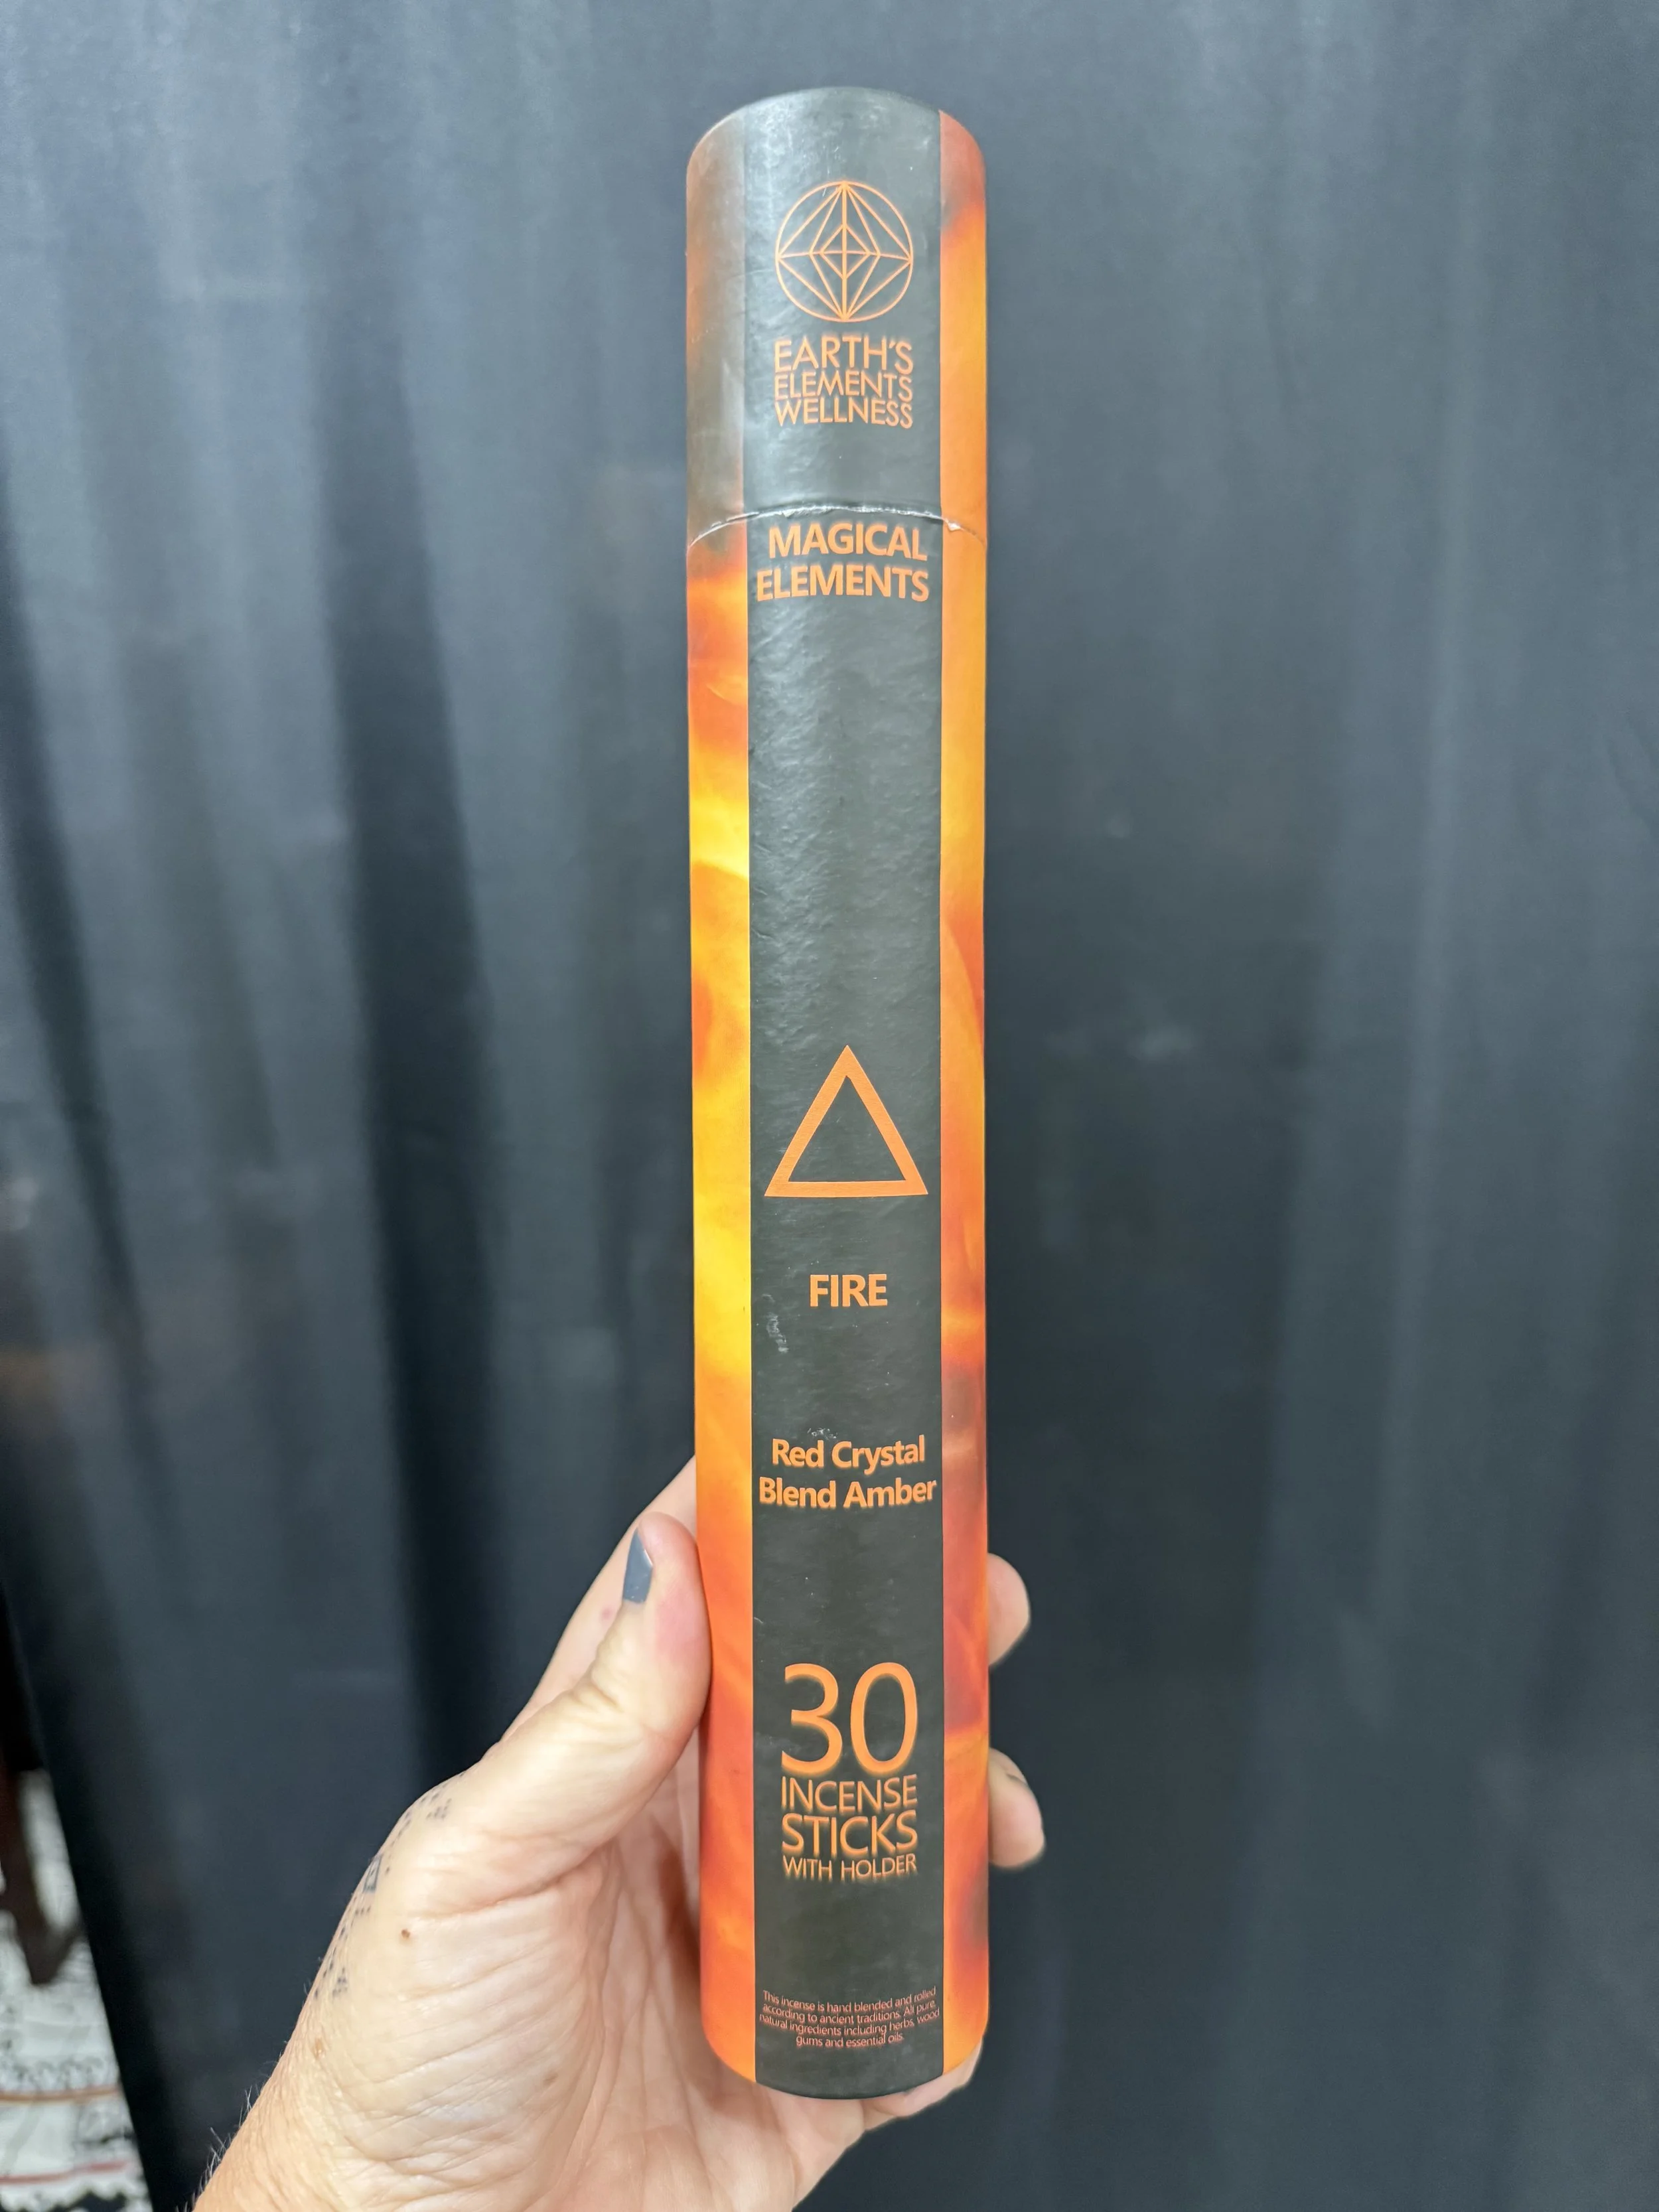 EARTH'S
ELEMENTS
WELLNESS
MAGICAL
ELEMENTS
FIRE
Red Crystal
Blend Amber
30
INCENSE
STICKS
WITH HOLDER
This incense is hand blended and rolled
according to ancient traditions. All pure,
natural ingredients including herbs, wood
gums and essential oils.